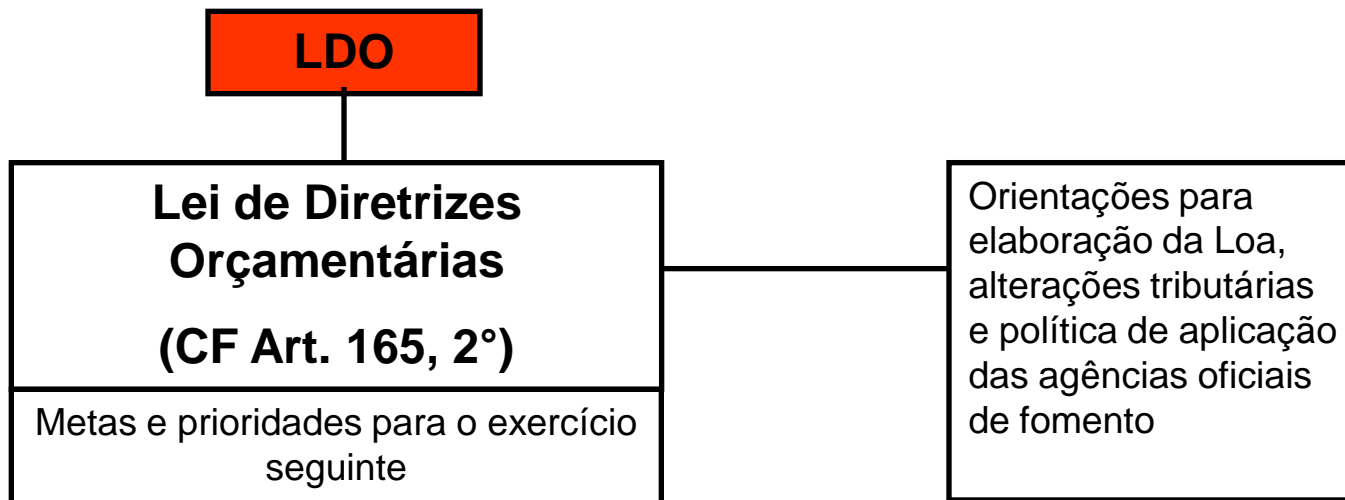 LDO
Lei de Diretrizes
Orçamentárias
(CF Art. 165, 2°)
Metas e prioridades para o exercício
seguinte
Orientações para
elaboração da Loa,
alterações tributárias
e política de aplicação
das agências oficiais
de fomento